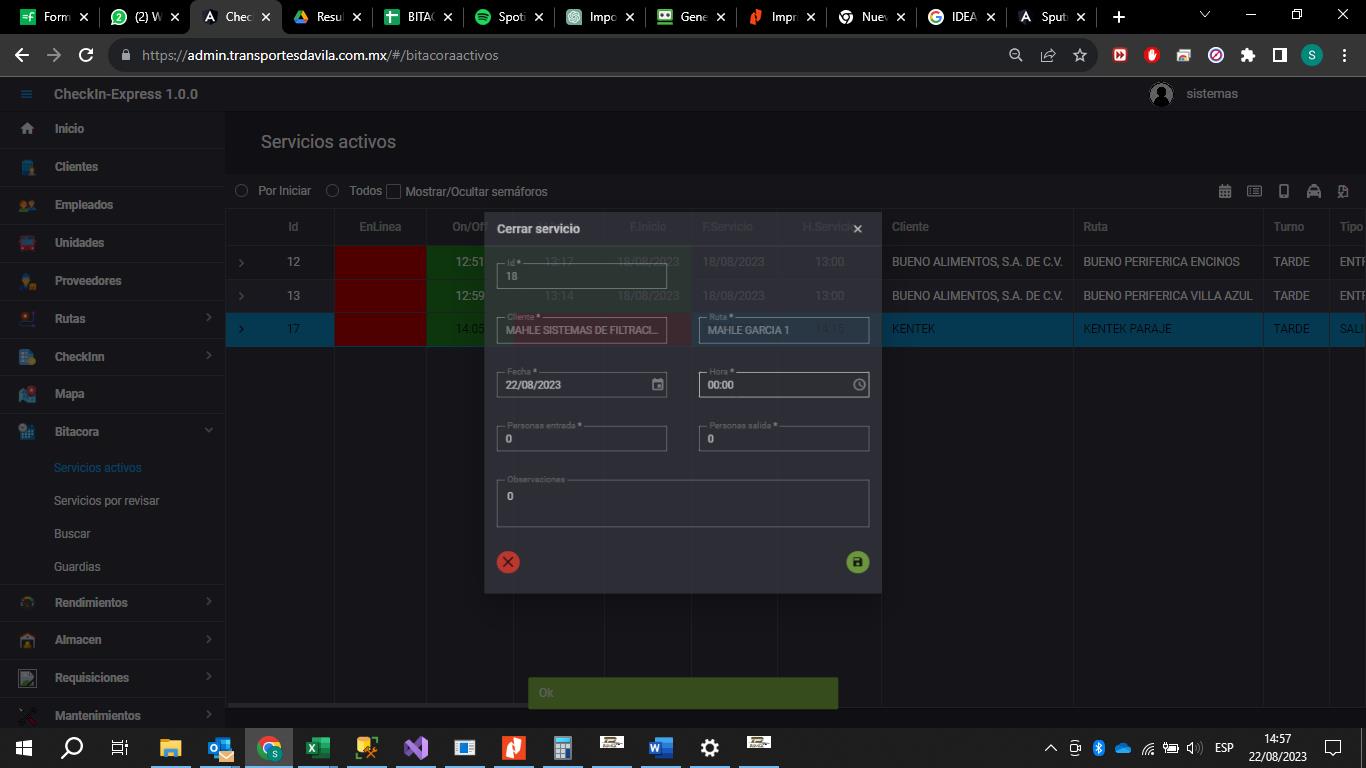 Form
(2) W
Chec
Resul
BITAC
Spoti
Impo
Gene
Impre
Nuev
IDEA
Sput
https://admin.transportesdavila.com.mx/#/bitacoraactivos
S
CheckIn-Express 1.0.0
sistemas
Inicio
Clientes
Empleados
Unidades
Proveedores
Rutas
CheckInn
Mapa
Bitacora
Servicios activos
Servicios por revisar
Buscar
Guardias
Rendimientos
Almacen
Requisiciones
Mantenimientos
Servicios activos
Por Iniciar Todos Mostrar/Ocultar semáforos
Id EnLinea On/Off F.Inicio F.Servicio H.Servicio Cliente Ruta Turno Tipo
12 12:51 13:17 18/08/2023 18/08/2023 13:00 BUENO ALIMENTOS, S.A. DE C.V. BUENO PERIFERICA ENCINOS TARDE ENTR
13 12:59 13:14 18/08/2023 18/08/2023 13:00 BUENO ALIMENTOS, S.A. DE C.V. BUENO PERIFERICA VILLA AZUL TARDE ENTR
17 14:05 14:15 KENTEK KENTEK PARAJE TARDE SALI
Cerrar servicio
Id *
18
Cliente *
MAHLE SISTEMAS DE FILTRACI...
Ruta *
MAHLE GARCIA 1
Fecha *
22/08/2023
Hora *
00:00
Personas entrada *
0
Personas salida *
0
Observaciones
0
Ok
ESP
14:57
22/08/2023